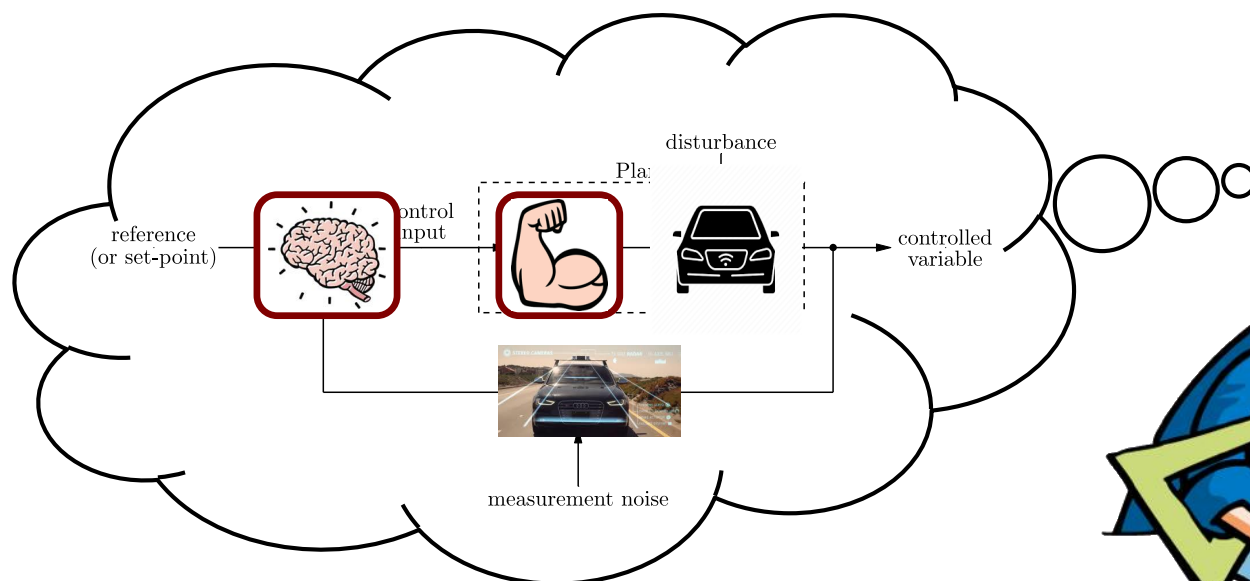 disturbance
Pla
ontrol
nput
reference
(or set-point)
controlled
variable
measurement noise